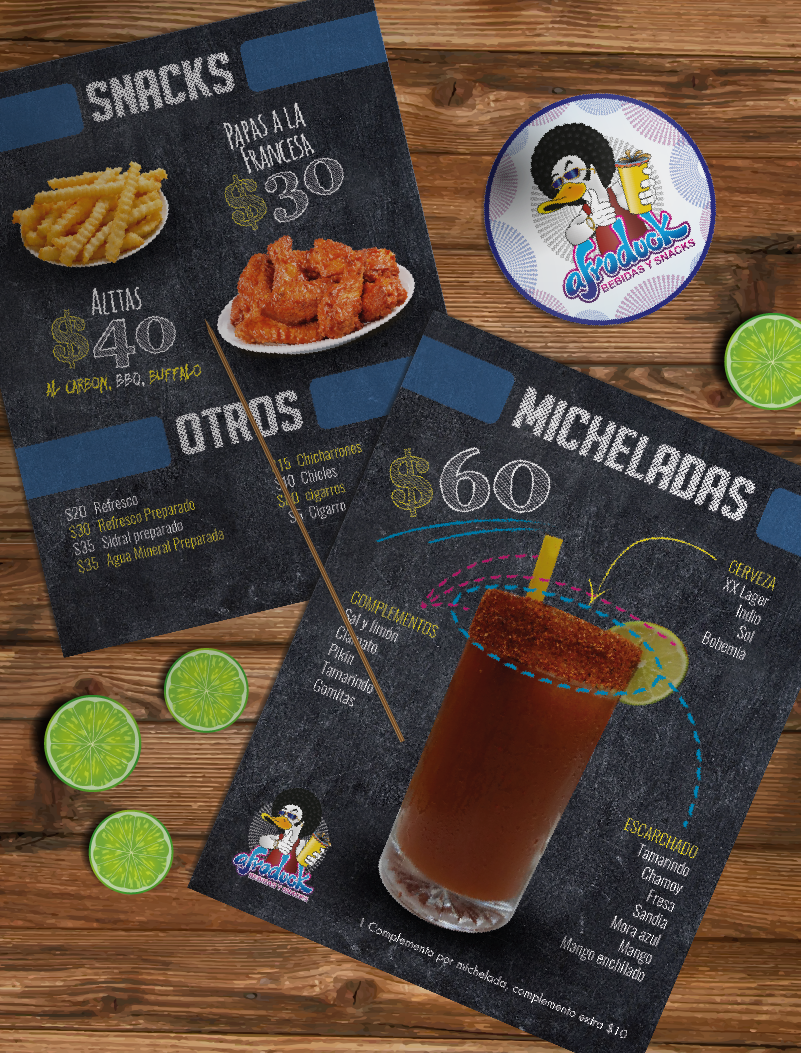 SNACKS
PAPAS A LA
FRANCESA
$30
ALITAS
$40
AL CARBON, BBQ, BUFFALO
OTROS
$20 Refresco
$30 Refresco Preparado
$35 Sidral preparado
$35 Agua Mineral Preparada
15 Chicharrones
10 Chicles
cigarros
$5 Cigarro
afroduck
BEBIDAS Y SNACKS
MICHELADAS
$60
CERVEZA
XX Lager
Indio
Sol
Bohemia
COMPLEMENTOS
Sal y limón
Clamato
Pikin
Tamarindo
Gomitas
ESCARCHADO
Tamarindo
Chamoy
Fresa
Sandía
Mora azul
Mango
Mango enchilado
afroduck
BEBIDAS Y SNACKS
1 Complemento por michelada, complemento extra $10